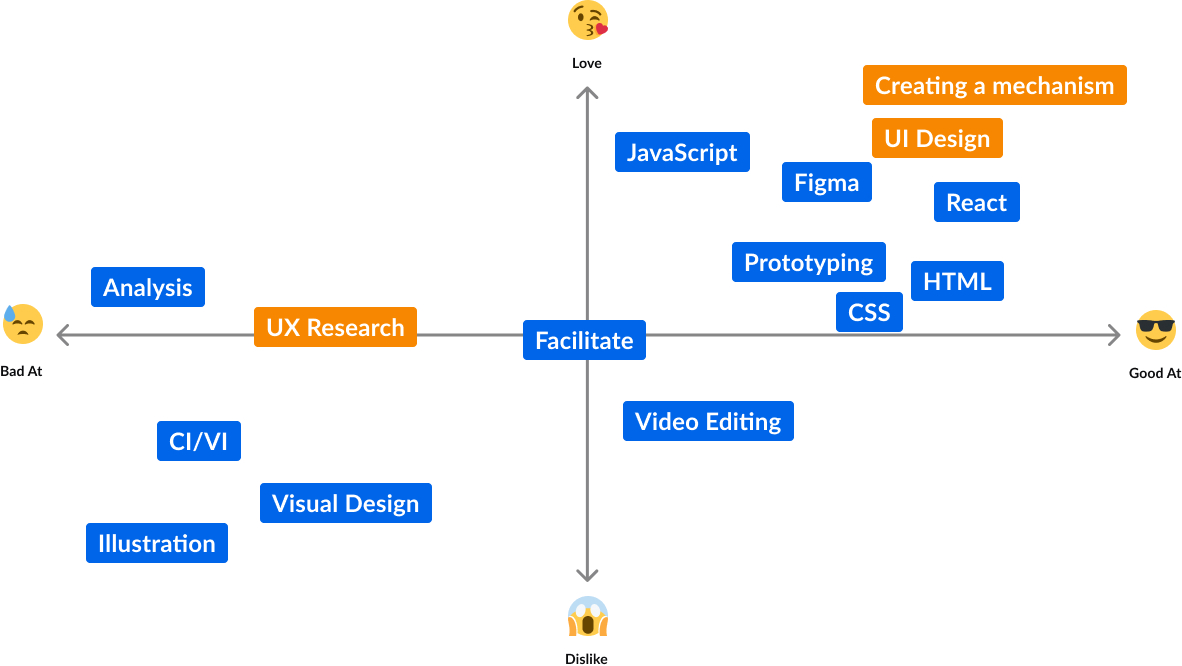 Love
Creating a mechanism
UI Design
JavaScript
Figma
React
Prototyping
HTML
Analysis
CSS
UX Research
Facilitate
Bad At
Good At
Video Editing
CI/VI
Visual Design
Illustration
Dislike